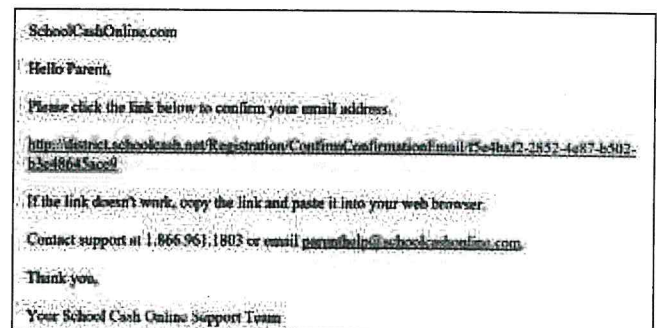 SchoolCashOnline.com
Hello Parent,
Please click the link below to confirm your email address.
http://district.schoolcash.net/Registration/ConfirmConfirmationEmail/
If the link doesn't work, copy the link and paste it into your web browser.
Contact support at 1.866.961.1803 or email parenthelp@schoolcashonline.com
Thank you,
Your School Cash Online Support Team